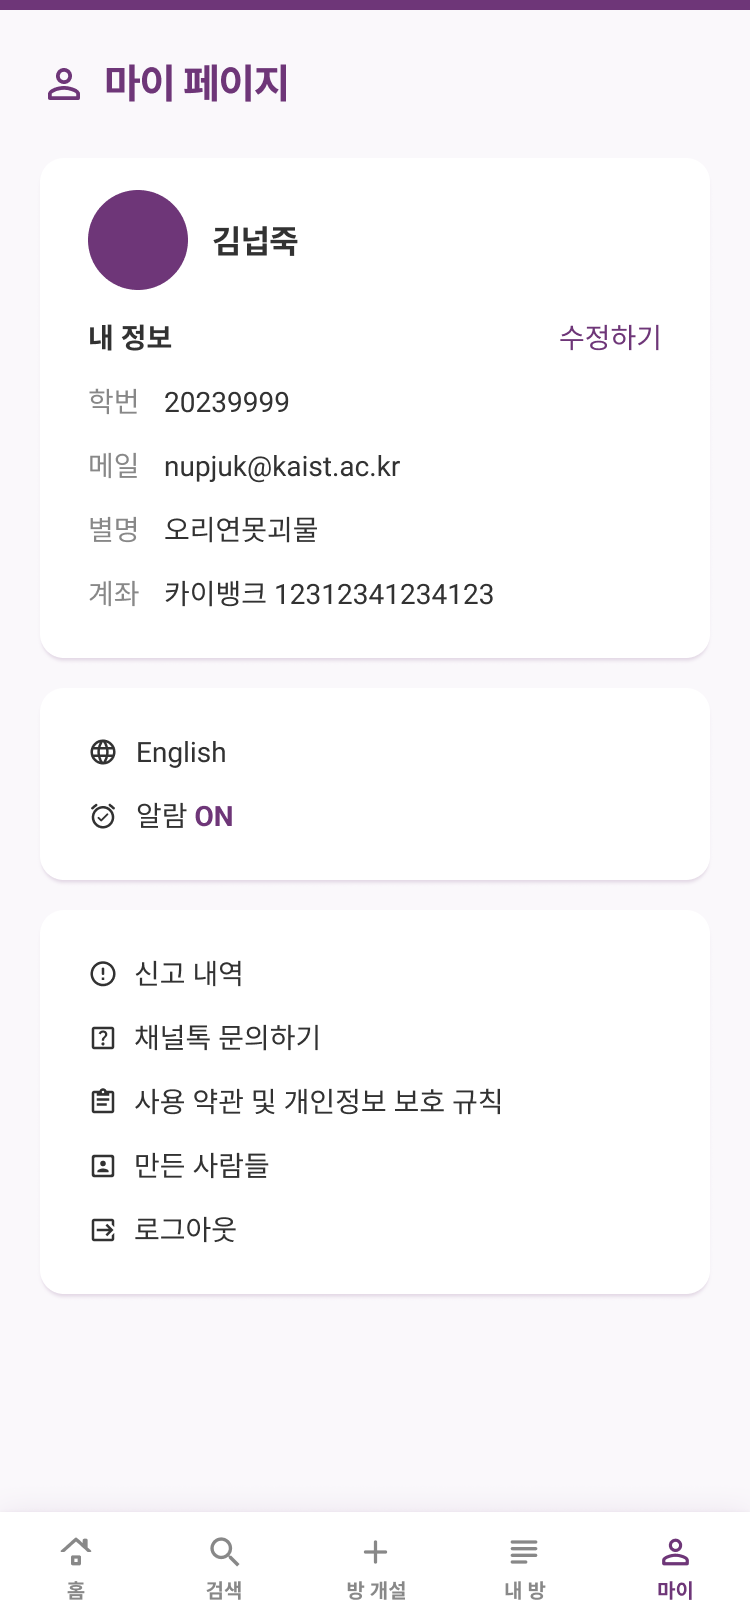 마이 페이지
김넙죽
내 정보 수정하기
학번 20239999
메일 nupjuk@kaist.ac.kr
별명 오리연못괴물
계좌 카이뱅크 12312341234123
English
알람 ON
신고 내역
채널톡 문의하기
사용 약관 및 개인정보 보호 규칙
만든 사람들
로그아웃
홈 검색 방 개설 내 방 마이